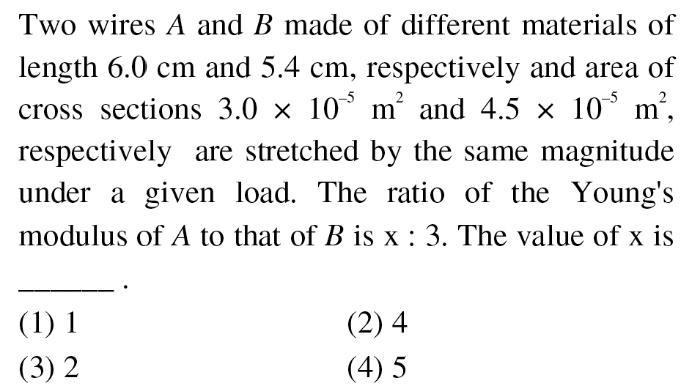 Two wires A and B made of different materials of
length 6.0 cm and 5.4 cm, respectively and area of
cross sections 3.0 × 10⁻⁵ m² and 4.5 × 10⁻⁵ m²,
respectively are stretched by the same magnitude
under a given load. The ratio of the Young's
modulus of A to that of B is x : 3. The value of x is
______ .
(1) 1 (2) 4
(3) 2 (4) 5